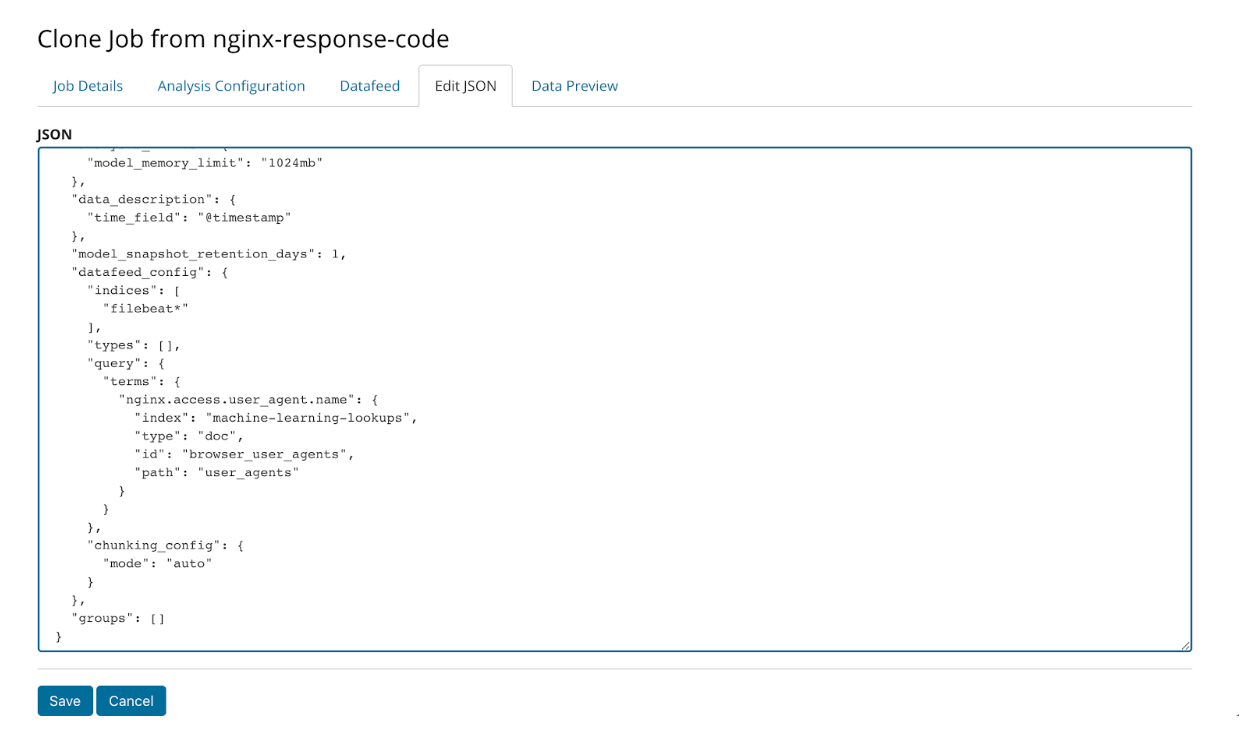 Clone Job from nginx-response-code
Job Details Analysis Configuration Datafeed Edit JSON Data Preview
JSON
"model_memory_limit": "1024mb"
},
"data_description": {
"time_field": "@timestamp"
},
"model_snapshot_retention_days": 1,
"datafeed_config": {
"indices": [
"filebeat*"
],
"types": [],
"query": {
"terms": {
"nginx.access.user_agent.name": {
"index": "machine-learning-lookups",
"type": "doc",
"id": "browser_user_agents",
"path": "user_agents"
}
}
},
"chunking_config": {
"mode": "auto"
}
},
"groups": []
}
Save Cancel